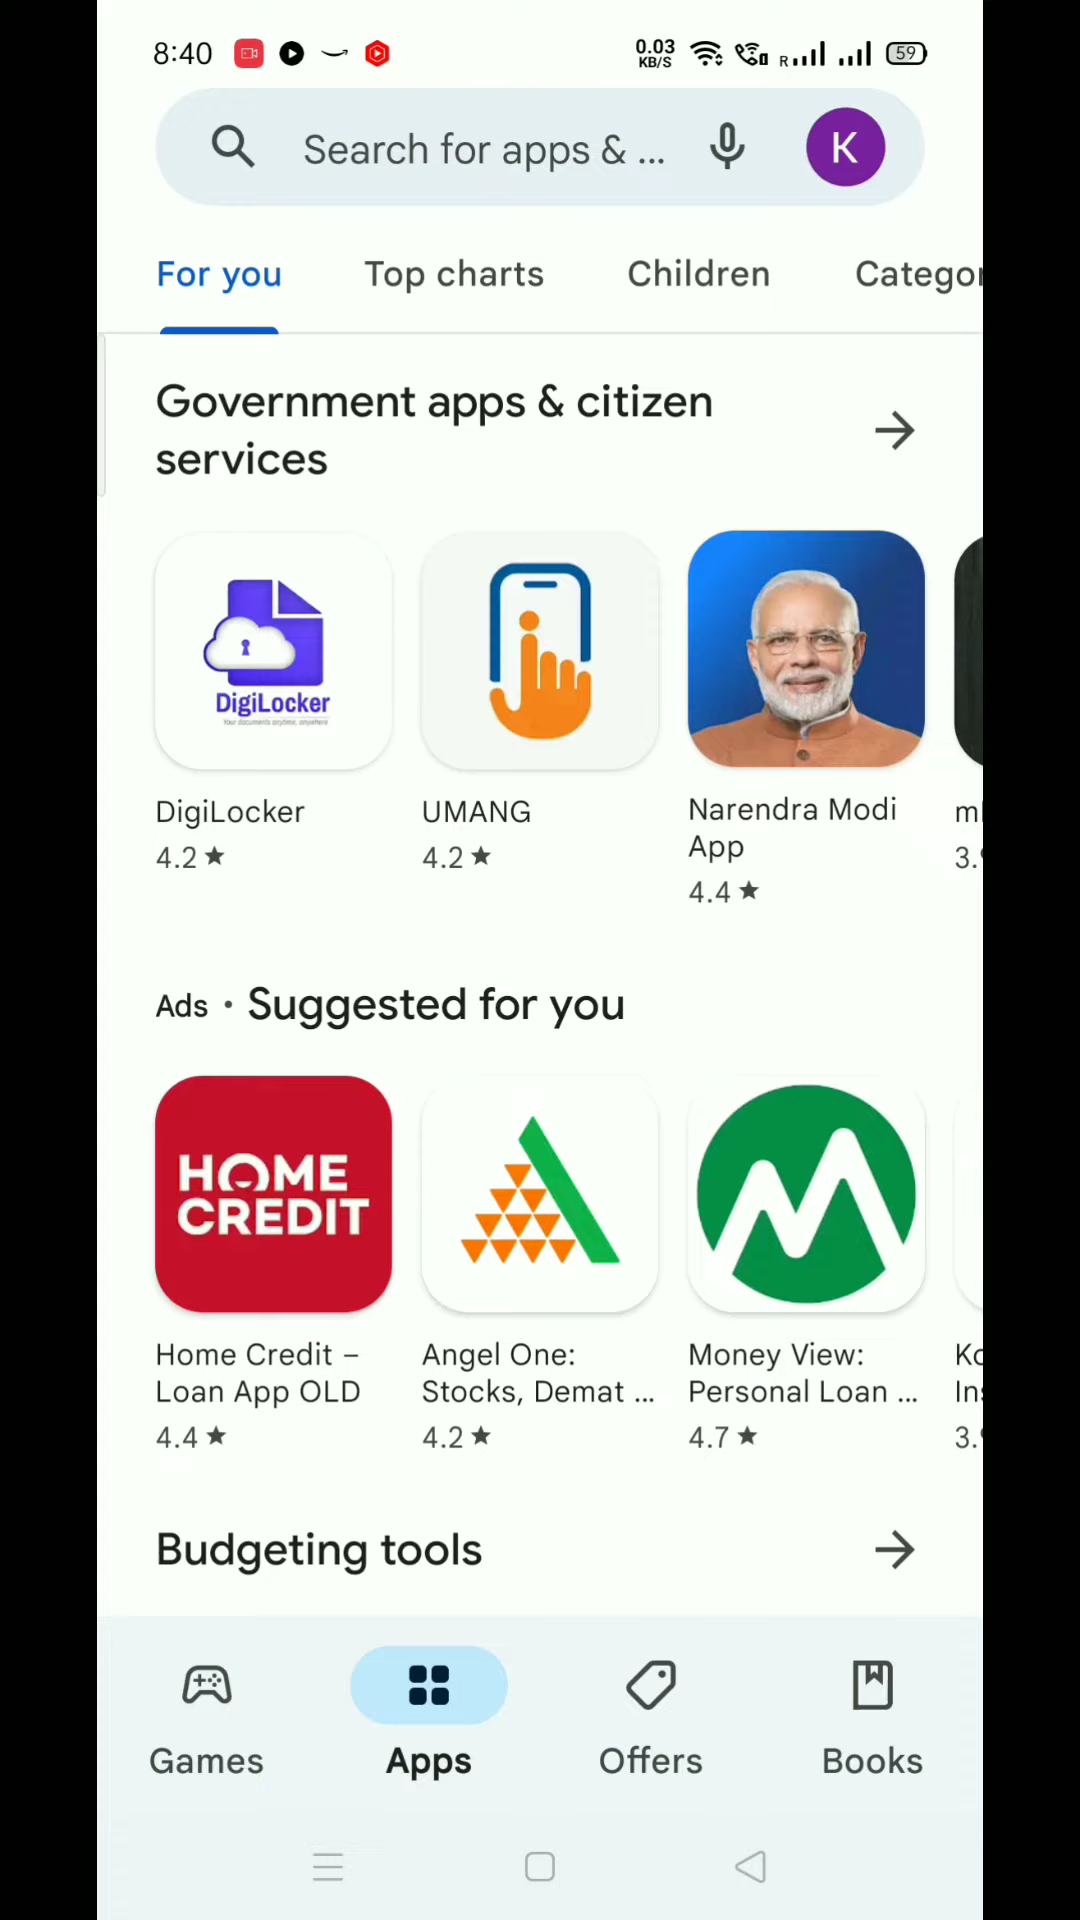 8:40
0.03
KB/S
R
59
Search for apps & ...
K
For you
Top charts
Children
Categor
Government apps & citizen
services
DigiLocker
Your documents anytime, anywhere
DigiLocker
4.2 ★
UMANG
4.2 ★
Narendra Modi
App
4.4 ★
3.
Ads • Suggested for you
HOME
CREDIT
Home Credit –
Loan App OLD
4.4 ★
Angel One:
Stocks, Demat ...
4.2 ★
Money View:
Personal Loan ...
4.7 ★
3.
Budgeting tools
Games
Apps
Offers
Books